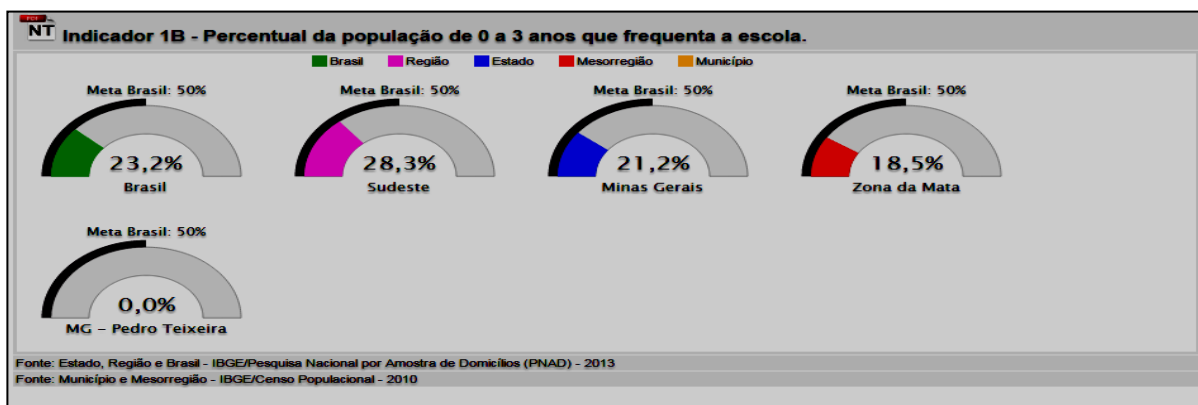 PDF
NT Indicador 1B - Percentual da população de 0 a 3 anos que frequenta a escola.
Brasil Região Estado Mesorregião Município
Meta Brasil: 50% Meta Brasil: 50% Meta Brasil: 50% Meta Brasil: 50%
23,2% 28,3% 21,2% 18,5%
Brasil Sudeste Minas Gerais Zona da Mata
Meta Brasil: 50%
0,0%
MG - Pedro Teixeira
Fonte: Estado, Região e Brasil - IBGE/Pesquisa Nacional por Amostra de Domicílios (PNAD) - 2013
Fonte: Município e Mesorregião - IBGE/Censo Populacional - 2010